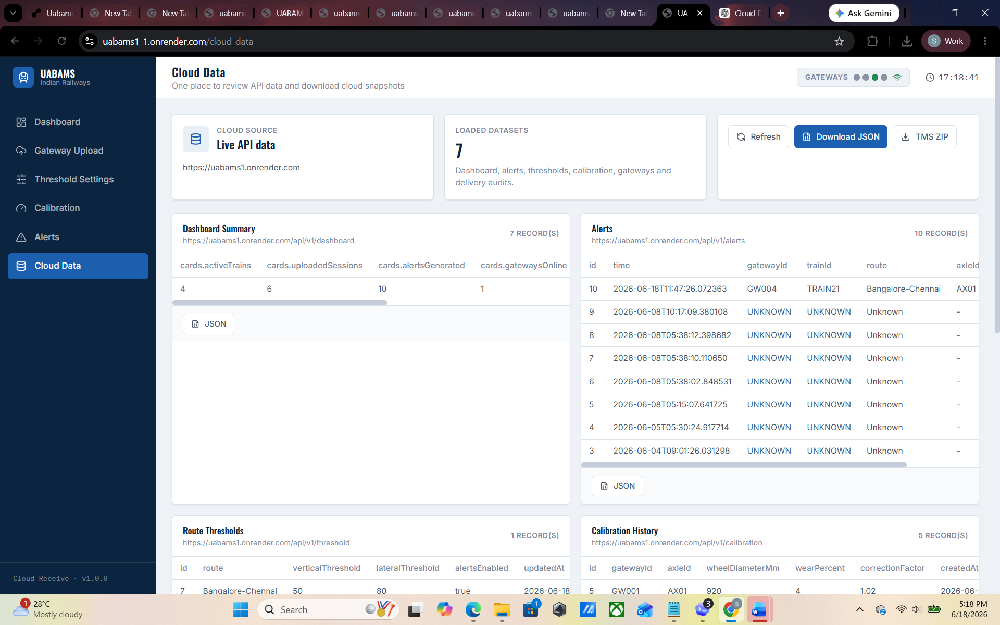 Uabams
New Ta
New Ta
uabams
UABAM
uabams
uabams
uabams
uabams
uabams
New Ta
UA
Cloud D
Ask Gemini
uabams1-1.onrender.com/cloud-data
S Work
UABAMS
Indian Railways
Dashboard
Gateway Upload
Threshold Settings
Calibration
Alerts
Cloud Data
Cloud Receive · v1.0.0
Cloud Data
One place to review API data and download cloud snapshots
GATEWAYS
17:18:41
CLOUD SOURCE
Live API data
https://uabams1.onrender.com
LOADED DATASETS
7
Dashboard, alerts, thresholds, calibration, gateways and
delivery audits.
Refresh
Download JSON
TMS ZIP
Dashboard Summary
https://uabams1.onrender.com/api/v1/dashboard
7 RECORD(S)
cards.activeTrains cards.uploadedSessions cards.alertsGenerated cards.gatewaysOnline
4 6 10 1
JSON
Alerts
https://uabams1.onrender.com/api/v1/alerts
10 RECORD(S)
id time gatewayId trainId route axleId
10 2026-06-18T11:47:26.072363 GW004 TRAIN21 Bangalore-Chennai AX01
9 2026-06-08T10:17:09.380108 UNKNOWN UNKNOWN Unknown -
8 2026-06-08T05:38:12.398682 UNKNOWN UNKNOWN Unknown -
7 2026-06-08T05:38:10.110650 UNKNOWN UNKNOWN Unknown -
6 2026-06-08T05:38:02.848531 UNKNOWN UNKNOWN Unknown -
5 2026-06-08T05:15:07.641725 UNKNOWN UNKNOWN Unknown -
4 2026-06-05T05:30:24.917714 UNKNOWN UNKNOWN Unknown -
3 2026-06-04T09:01:26.031298 UNKNOWN UNKNOWN Unknown -
JSON
Route Thresholds
https://uabams1.onrender.com/api/v1/threshold
1 RECORD(S)
id route verticalThreshold lateralThreshold alertsEnabled updatedAt
7 Bangalore-Chennai 50 80 true 2026-06-18
Calibration History
https://uabams1.onrender.com/api/v1/calibration
5 RECORD(S)
id gatewayId axleId wheelDiameterMm wearPercent correctionFactor createdAt
5 GW001 AX01 920 4 1.02 2026-06-
1
28°C
Mostly cloudy
Search
1
3
S
5:18 PM
6/18/2026